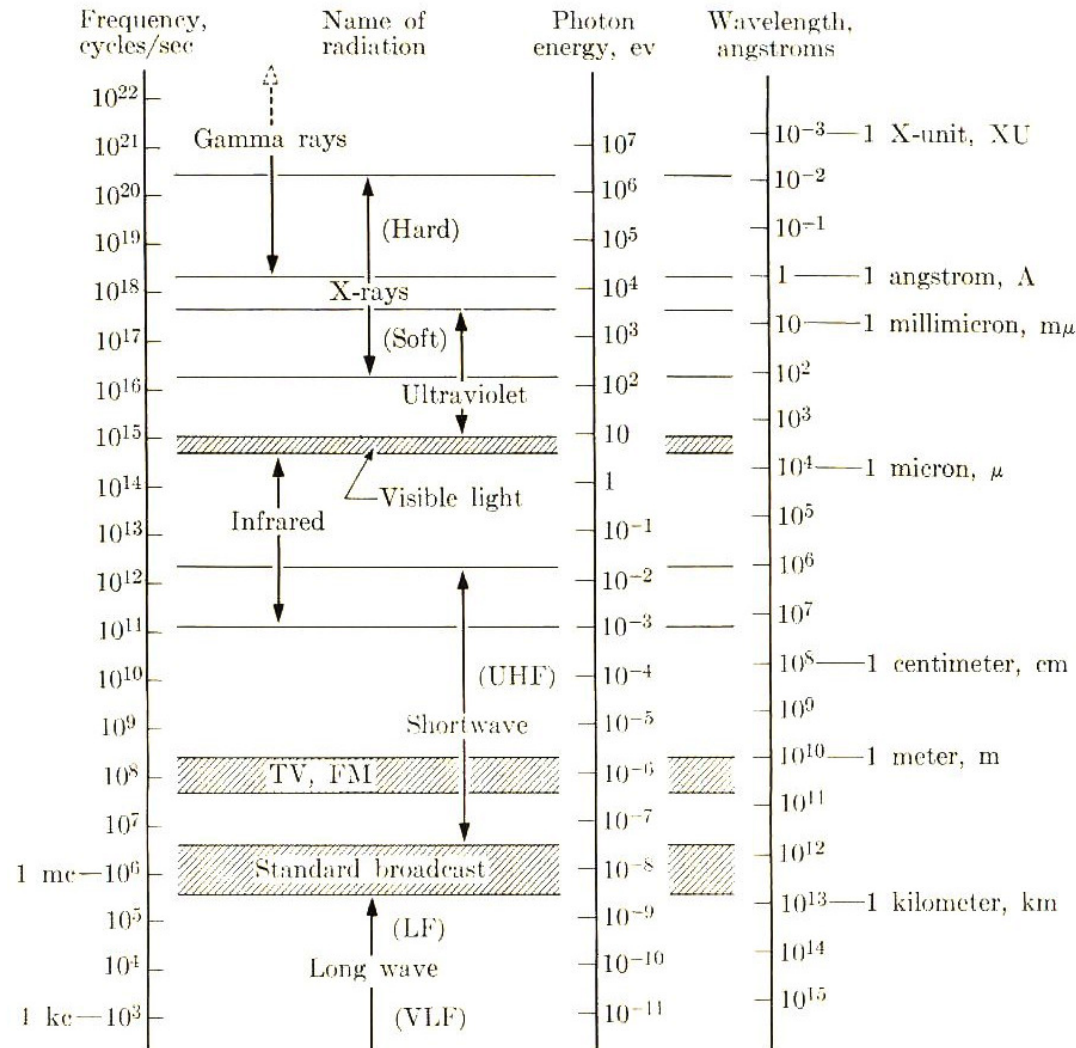 Frequency, cycles/sec
Name of radiation
Photon energy, ev
Wavelength, angstroms
10²²
10²¹
10²⁰
10¹⁹
10¹⁸
10¹⁷
10¹⁶
10¹⁵
10¹⁴
10¹³
10¹²
10¹¹
10¹⁰
10⁹
10⁸
10⁷
1 mc—10⁶
10⁵
10⁴
1 kc—10³
Gamma rays
(Hard)
X-rays
(Soft)
Ultraviolet
Visible light
Infrared
(UHF)
Shortwave
TV, FM
Standard broadcast
(LF)
Long wave
(VLF)
10⁷
10⁶
10⁵
10⁴
10³
10²
10
1
10⁻¹
10⁻²
10⁻³
10⁻⁴
10⁻⁵
10⁻⁶
10⁻⁷
10⁻⁸
10⁻⁹
10⁻¹⁰
10⁻¹¹
10⁻³—1 X-unit, XU
10⁻²
10⁻¹
1—1 angstrom, A
10—1 millimicron, mμ
10²
10³
10⁴—1 micron, μ
10⁵
10⁶
10⁷
10⁸—1 centimeter, cm
10⁹
10¹⁰—1 meter, m
10¹¹
10¹²
10¹³—1 kilometer, km
10¹⁴
10¹⁵